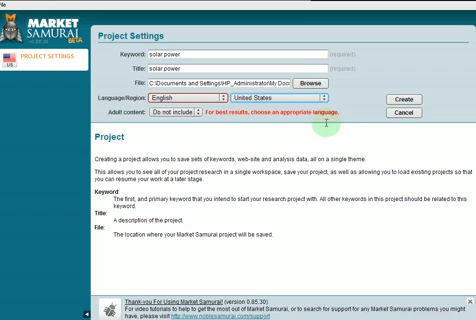 file
MARKET
SAMURAI
BETA
PROJECT SETTINGS
US
Project Settings
Keyword: solar power (required)
Title: solar power (required)
File: C:\Documents and Settings\HP_Administrator\My Doc Browse
Language/Region: English United States
Create
Adult content: Do not include For best results, choose an appropriate language.
Cancel
Project
Creating a project allows you to save sets of keywords, web-site and analysis data, all on a single theme.
This allows you to see all of your project research in a single workspace, save your project, as well as allowing you to load existing projects so that
you can resume your work at a later stage.
Keyword:
The first, and primary keyword that you intend to start your research project with. All other keywords in this project should be related to this
keyword.
Title:
A description of the project.
File:
The location where your Market Samurai project will be saved.
Thank-you For Using Market Samurai! (version 0.85.30)
For video tutorials to help to get the most out of Market Samurai, or to search for support for any Market Samurai problems you might
have, please visit http://www.noblesamurai.com/support